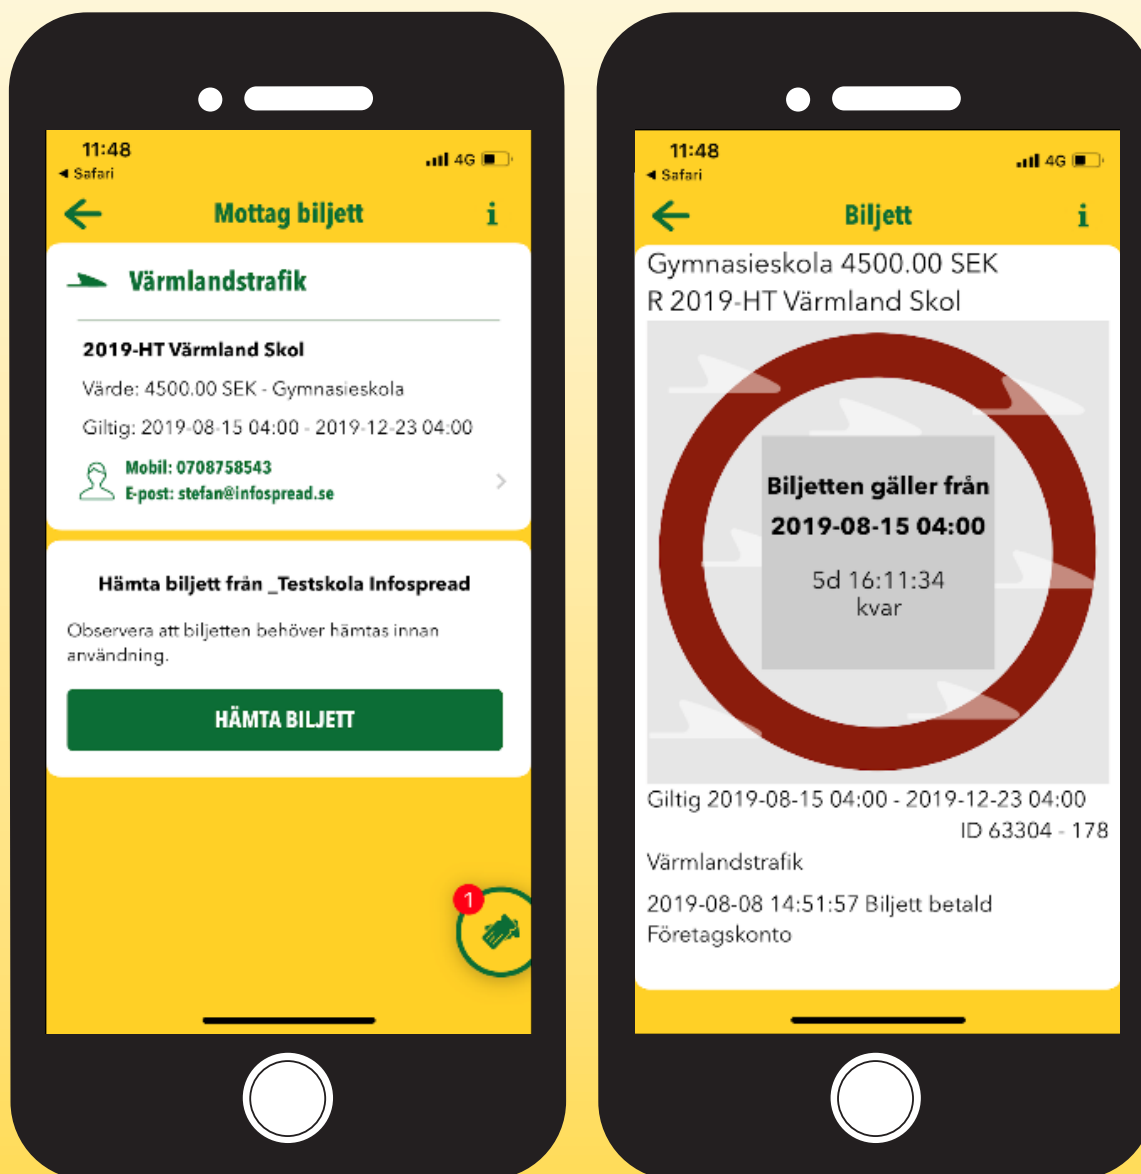 11:48
◄ Safari
4G
Mottag biljett
i
Värmlandstrafik
2019-HT Värmland Skol
Värde: 4500.00 SEK - Gymnasieskola
Giltig: 2019-08-15 04:00 - 2019-12-23 04:00
Mobil: 0708758543
E-post: stefan@infospread.se
Hämta biljett från _Testskola Infospread
Observera att biljetten behöver hämtas innan
användning.
HÄMTA BILJETT
1
11:48
◄ Safari
4G
Biljett
i
Gymnasieskola 4500.00 SEK
R 2019-HT Värmland Skol
Biljetten gäller från
2019-08-15 04:00
5d 16:11:34
kvar
Giltig 2019-08-15 04:00 - 2019-12-23 04:00
ID 63304 - 178
Värmlandstrafik
2019-08-08 14:51:57 Biljett betald
Företagskonto